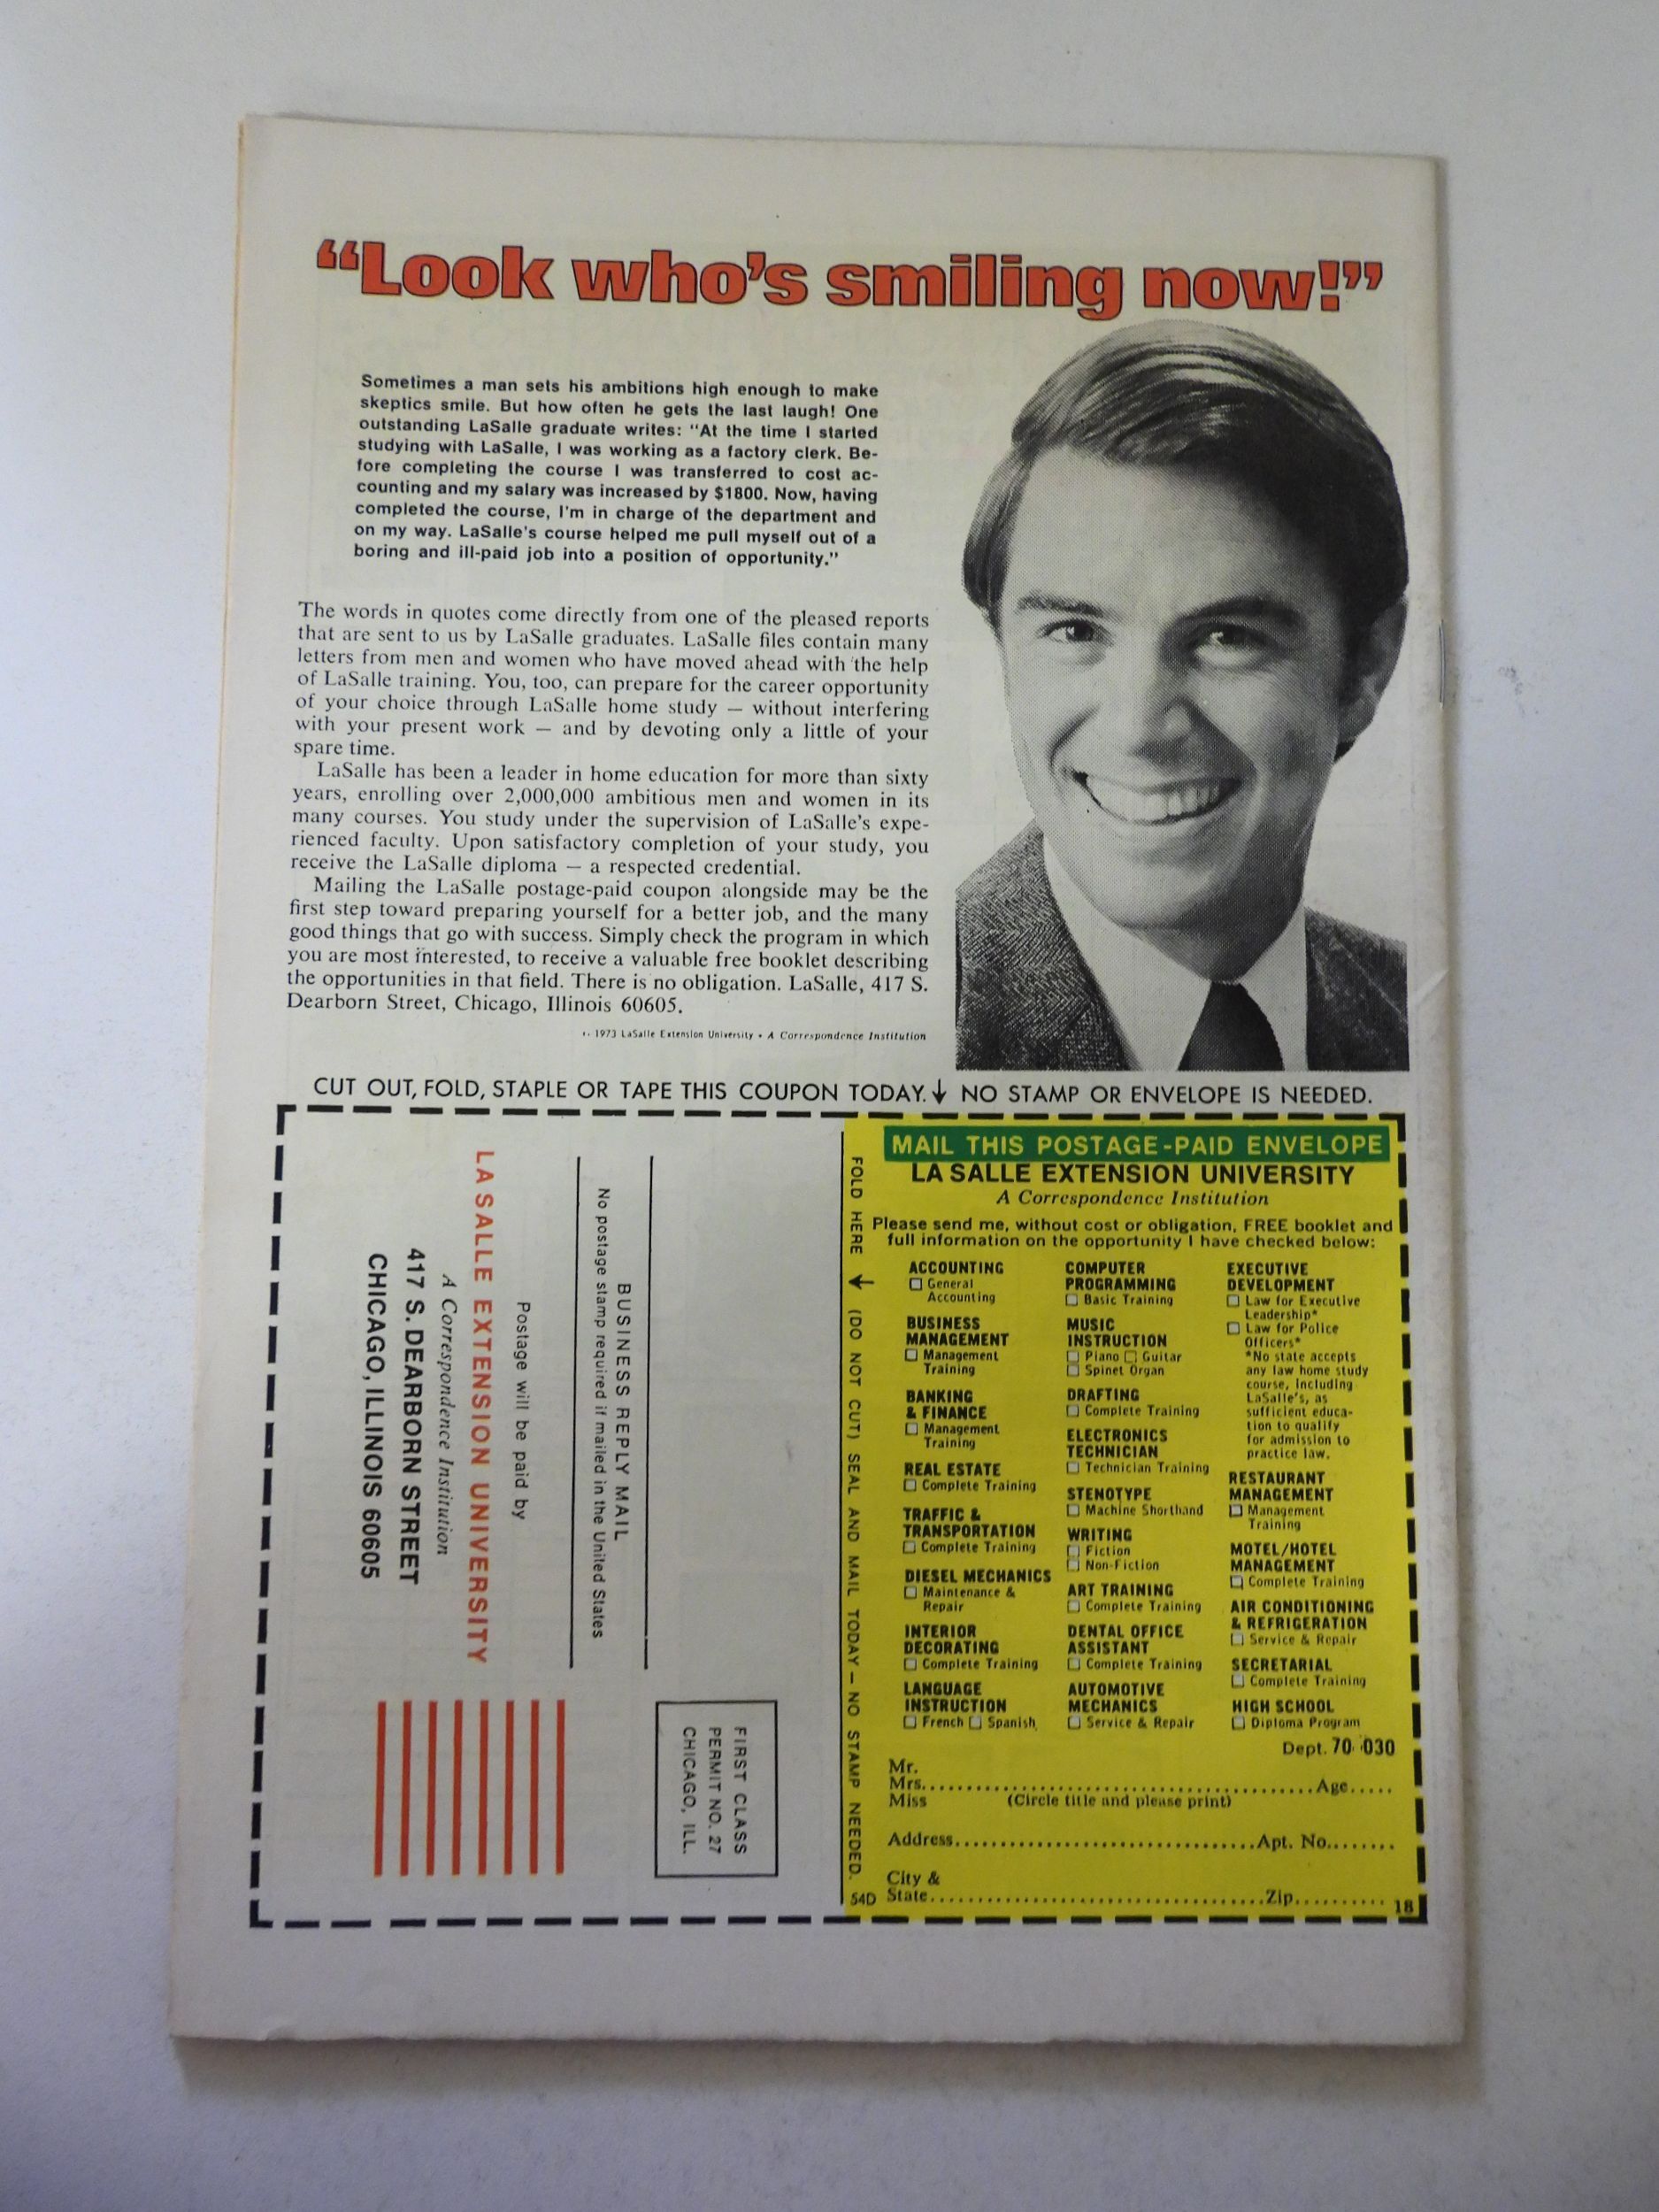 “Look who’s smiling now!”
Sometimes a man sets his ambitions high enough to make
skeptics smile. But how often he gets the last laugh! One
outstanding LaSalle graduate writes: "At the time I started
studying with LaSalle, I was working as a factory clerk. Be-
fore completing the course I was transferred to cost ac-
counting and my salary was increased by $1800. Now, having
completed the course, I'm in charge of the department and
on my way. LaSalle's course helped me pull myself out of a
boring and ill-paid job into a position of opportunity."
The words in quotes come directly from one of the pleased reports
that are sent to us by LaSalle graduates. LaSalle files contain many
letters from men and women who have moved ahead with the help
of LaSalle training. You, too, can prepare for the career opportunity
of your choice through LaSalle home study — without interfering
with your present work — and by devoting only a little of your
spare time.
LaSalle has been a leader in home education for more than sixty
years, enrolling over 2,000,000 ambitious men and women in its
many courses. You study under the supervision of LaSalle's expe-
rienced faculty. Upon satisfactory completion of your study, you
receive the LaSalle diploma — a respected credential.
Mailing the LaSalle postage-paid coupon alongside may be the
first step toward preparing yourself for a better job, and the many
good things that go with success. Simply check the program in which
you are most interested, to receive a valuable free booklet describing
the opportunities in that field. There is no obligation. LaSalle, 417 S.
Dearborn Street, Chicago, Illinois 60605.
1973 LaSalle Extension University • A Correspondence Institution
CUT OUT, FOLD, STAPLE OR TAPE THIS COUPON TODAY. ↓ NO STAMP OR ENVELOPE IS NEEDED.
FIRST CLASS
PERMIT NO. 27
CHICAGO, ILL.
BUSINESS REPLY MAIL
No postage stamp required if mailed in the United States
Postage will be paid by
LA SALLE EXTENSION UNIVERSITY
A Correspondence Institution
417 S. DEARBORN STREET
CHICAGO, ILLINOIS 60605
FOLD HERE ↓ (DO NOT CUT) SEAL AND MAIL TODAY — NO STAMP NEEDED.
54D
MAIL THIS POSTAGE-PAID ENVELOPE
LA SALLE EXTENSION UNIVERSITY
A Correspondence Institution
Please send me, without cost or obligation, FREE booklet and
full information on the opportunity I have checked below:
ACCOUNTING
☐ General
Accounting
BUSINESS
MANAGEMENT
☐ Management
Training
BANKING
& FINANCE
☐ Management
Training
REAL ESTATE
☐ Complete Training
TRAFFIC &
TRANSPORTATION
☐ Complete Training
DIESEL MECHANICS
☐ Maintenance &
Repair
INTERIOR
DECORATING
☐ Complete Training
LANGUAGE
INSTRUCTION
☐ French ☐ Spanish
COMPUTER
PROGRAMMING
☐ Basic Training
MUSIC
INSTRUCTION
☐ Piano ☐ Guitar
☐ Spinet Organ
DRAFTING
☐ Complete Training
ELECTRONICS
TECHNICIAN
☐ Technician Training
STENOTYPE
☐ Machine Shorthand
WRITING
☐ Fiction
☐ Non-Fiction
ART TRAINING
☐ Complete Training
DENTAL OFFICE
ASSISTANT
☐ Complete Training
AUTOMOTIVE
MECHANICS
☐ Service & Repair
EXECUTIVE
DEVELOPMENT
☐ Law for Executive
Leadership*
☐ Law for Police
Officers*
*No state accepts
any law home study
course, including
LaSalle's, as
sufficient educa-
tion to qualify
for admission to
practice law.
RESTAURANT
MANAGEMENT
☐ Management
Training
MOTEL/HOTEL
MANAGEMENT
☐ Complete Training
AIR CONDITIONING
& REFRIGERATION
☐ Service & Repair
SECRETARIAL
☐ Complete Training
HIGH SCHOOL
☐ Diploma Program
Dept. 70-030
Mr.
Mrs. Age
Miss (Circle title and please print)
Address Apt. No.
City &
State Zip
18